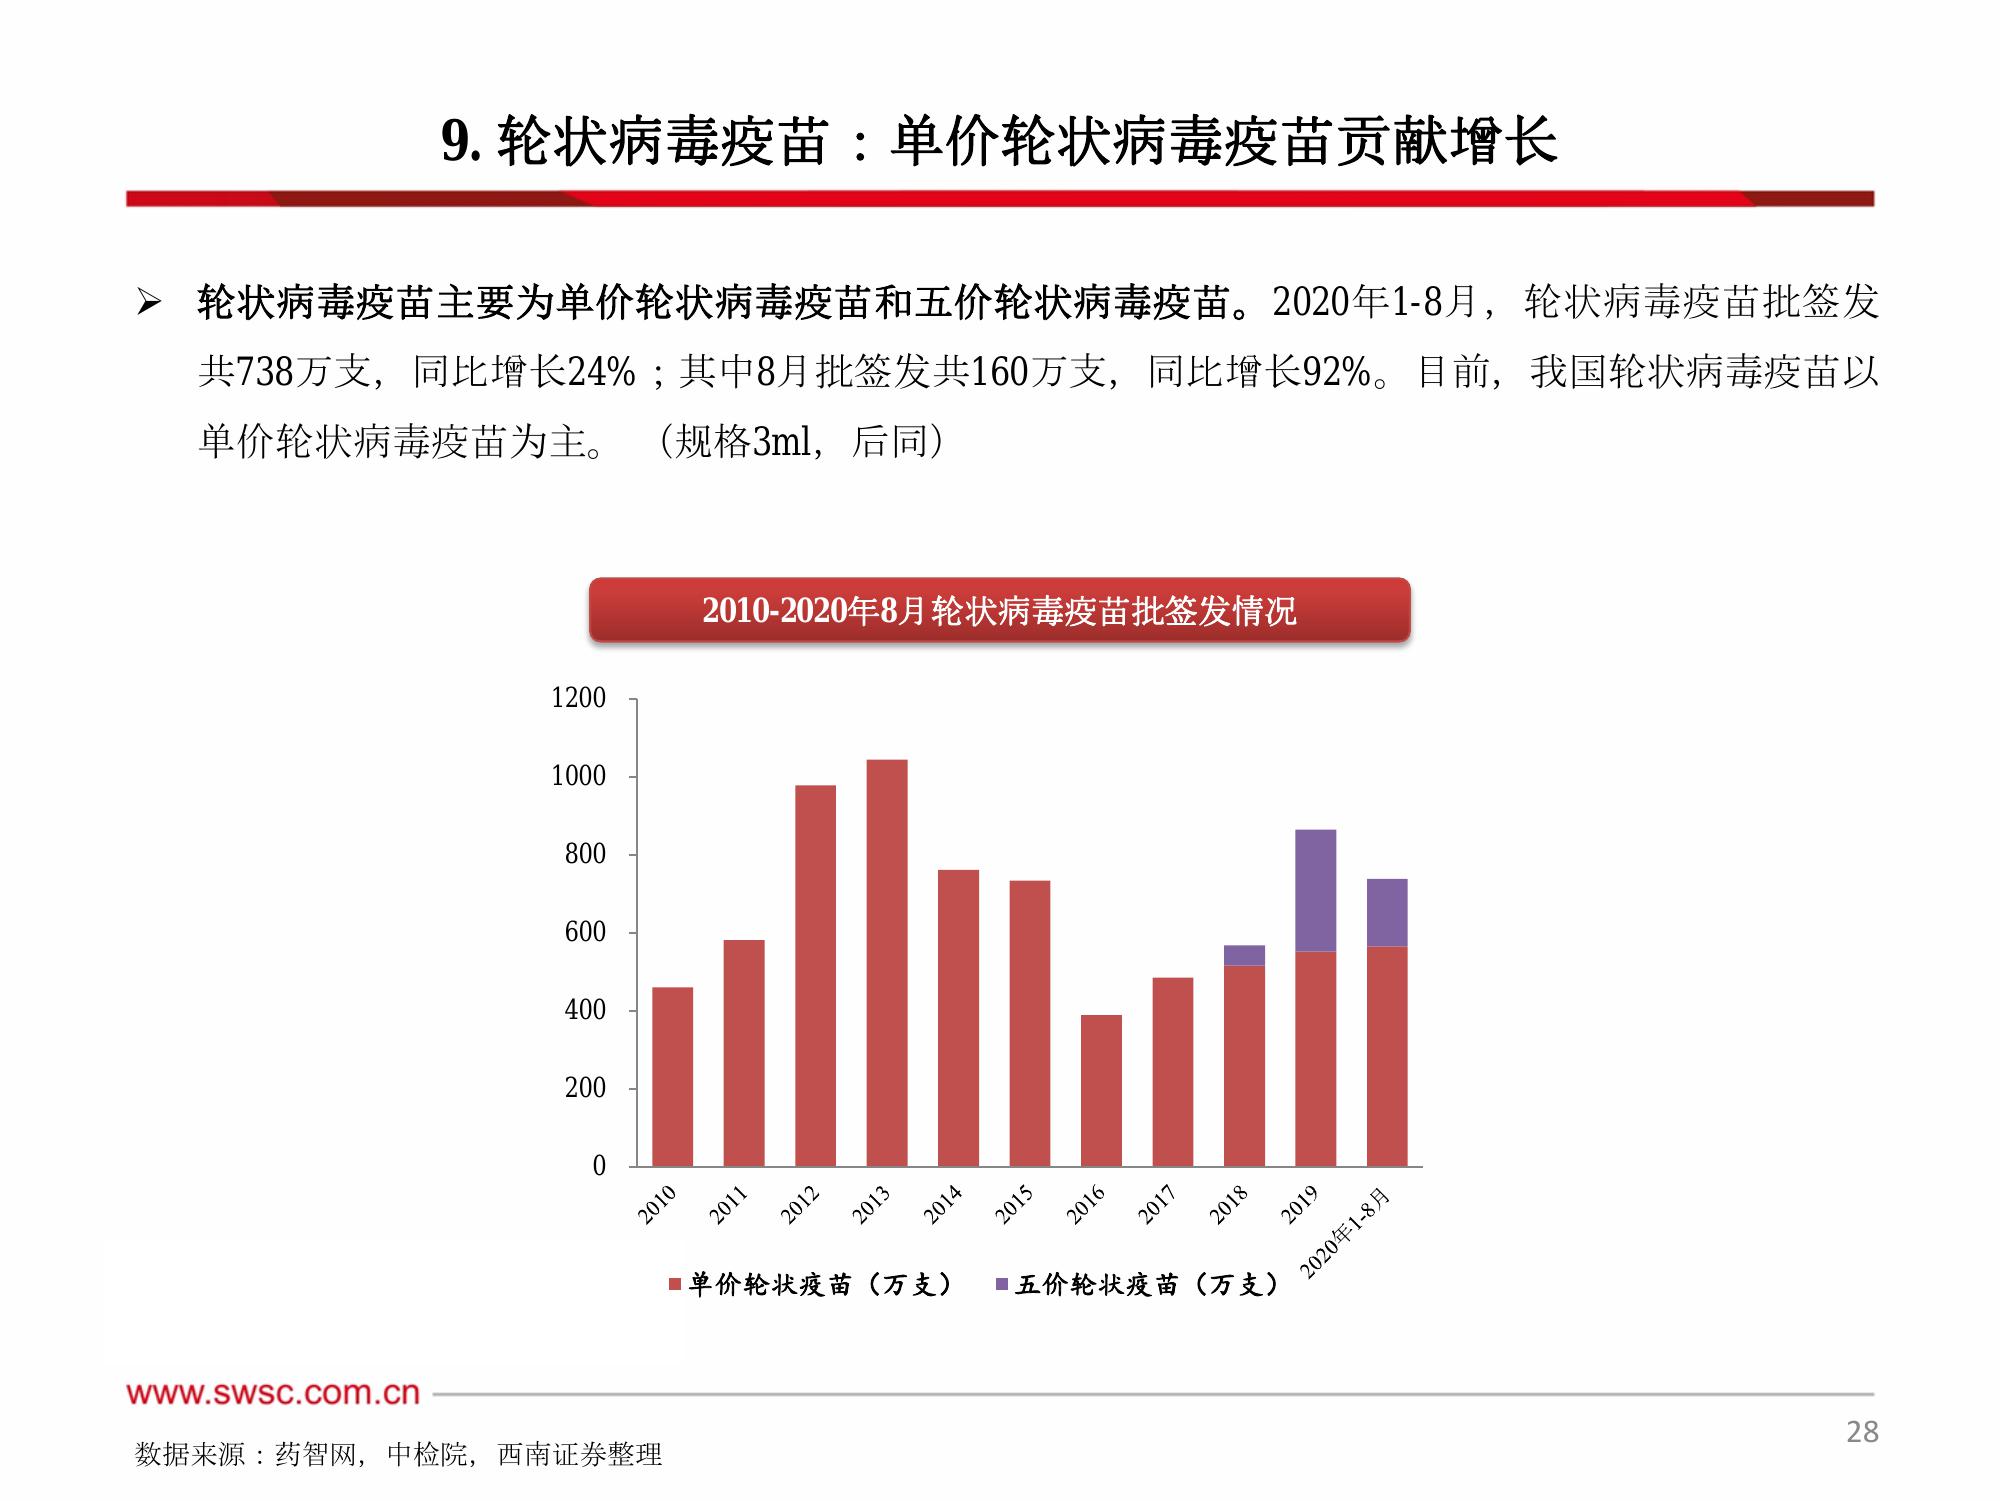 9. 轮状病毒疫苗：单价轮状病毒疫苗贡献增长
➢ 轮状病毒疫苗主要为单价轮状病毒疫苗和五价轮状病毒疫苗。2020年1-8月，轮状病毒疫苗批签发
共738万支，同比增长24%；其中8月批签发共160万支，同比增长92%。目前，我国轮状病毒疫苗以
单价轮状病毒疫苗为主。（规格3ml，后同）
2010-2020年8月轮状病毒疫苗批签发情况
1200
1000
800
600
400
200
0
2010 2011 2012 2013 2014 2015 2016 2017 2018 2019 2020年1-8月
单价轮状疫苗（万支） 五价轮状疫苗（万支）
www.swsc.com.cn
28
数据来源：药智网，中检院，西南证券整理